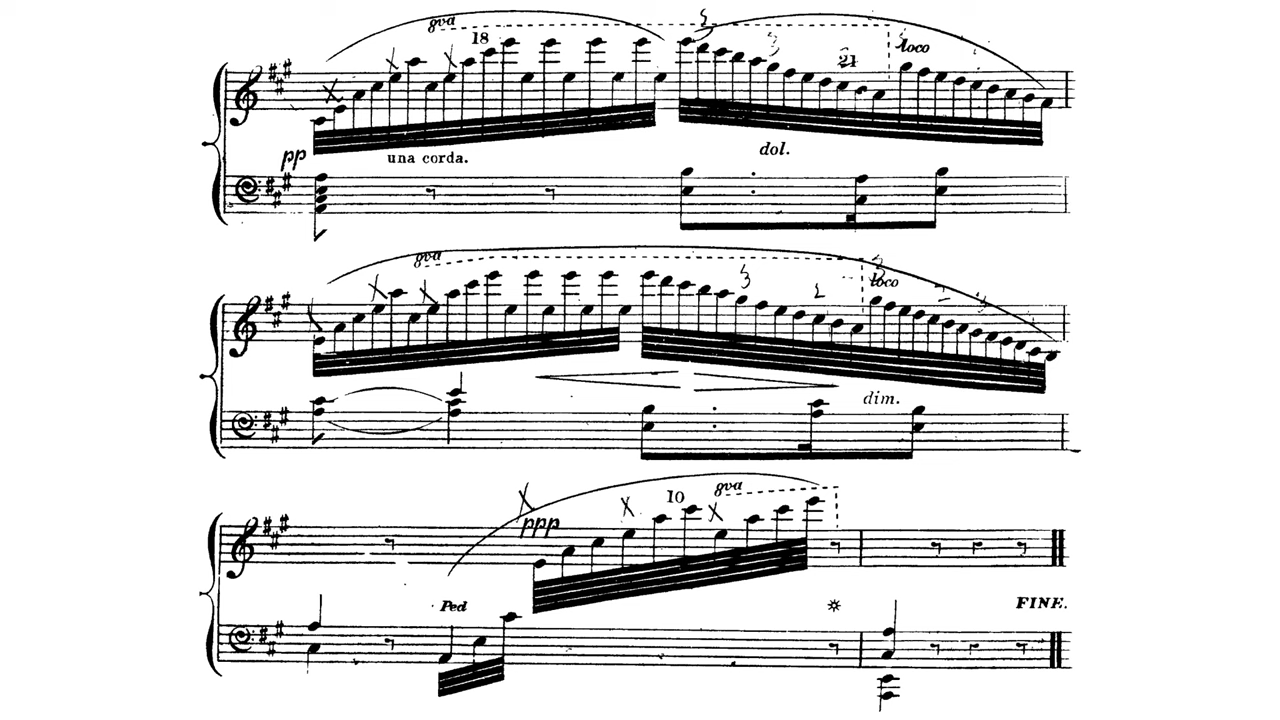 8va
18
21
loco
pp
una corda.
dol.
8va
loco
dim.
8va
10
ppp
Ped
FINE.